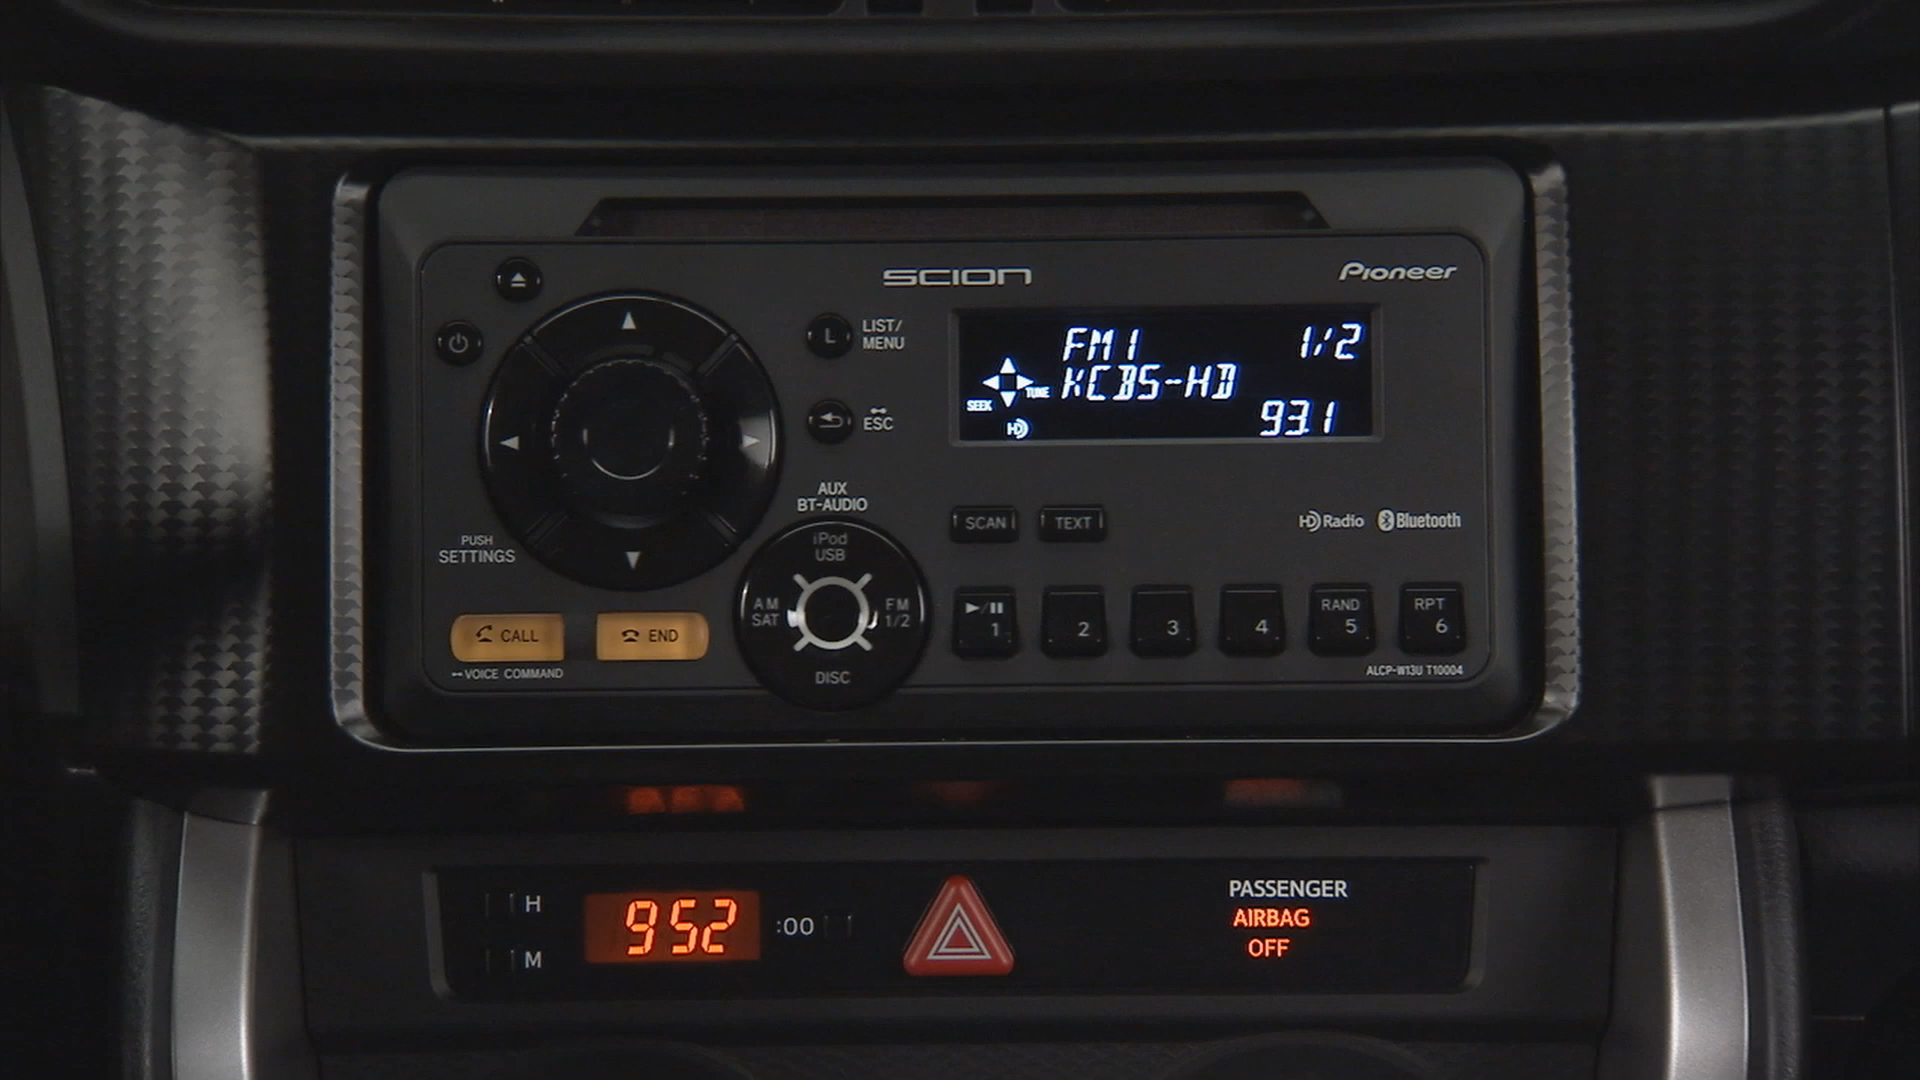 SCION
Pioneer
L LIST/
MENU
FM1 1/2
KCBS-HD
SEEK TUNE
HD 93.1
ESC
AUX
BT-AUDIO
iPod
USB
AM
SAT
FM
1/2
DISC
PUSH
SETTINGS
CALL
END
VOICE COMMAND
SCAN
TEXT
HD Radio
Bluetooth
1
2
3
4
RAND
5
RPT
6
ALCP-W13U T10004
H
M
952
:00
PASSENGER
AIRBAG
OFF